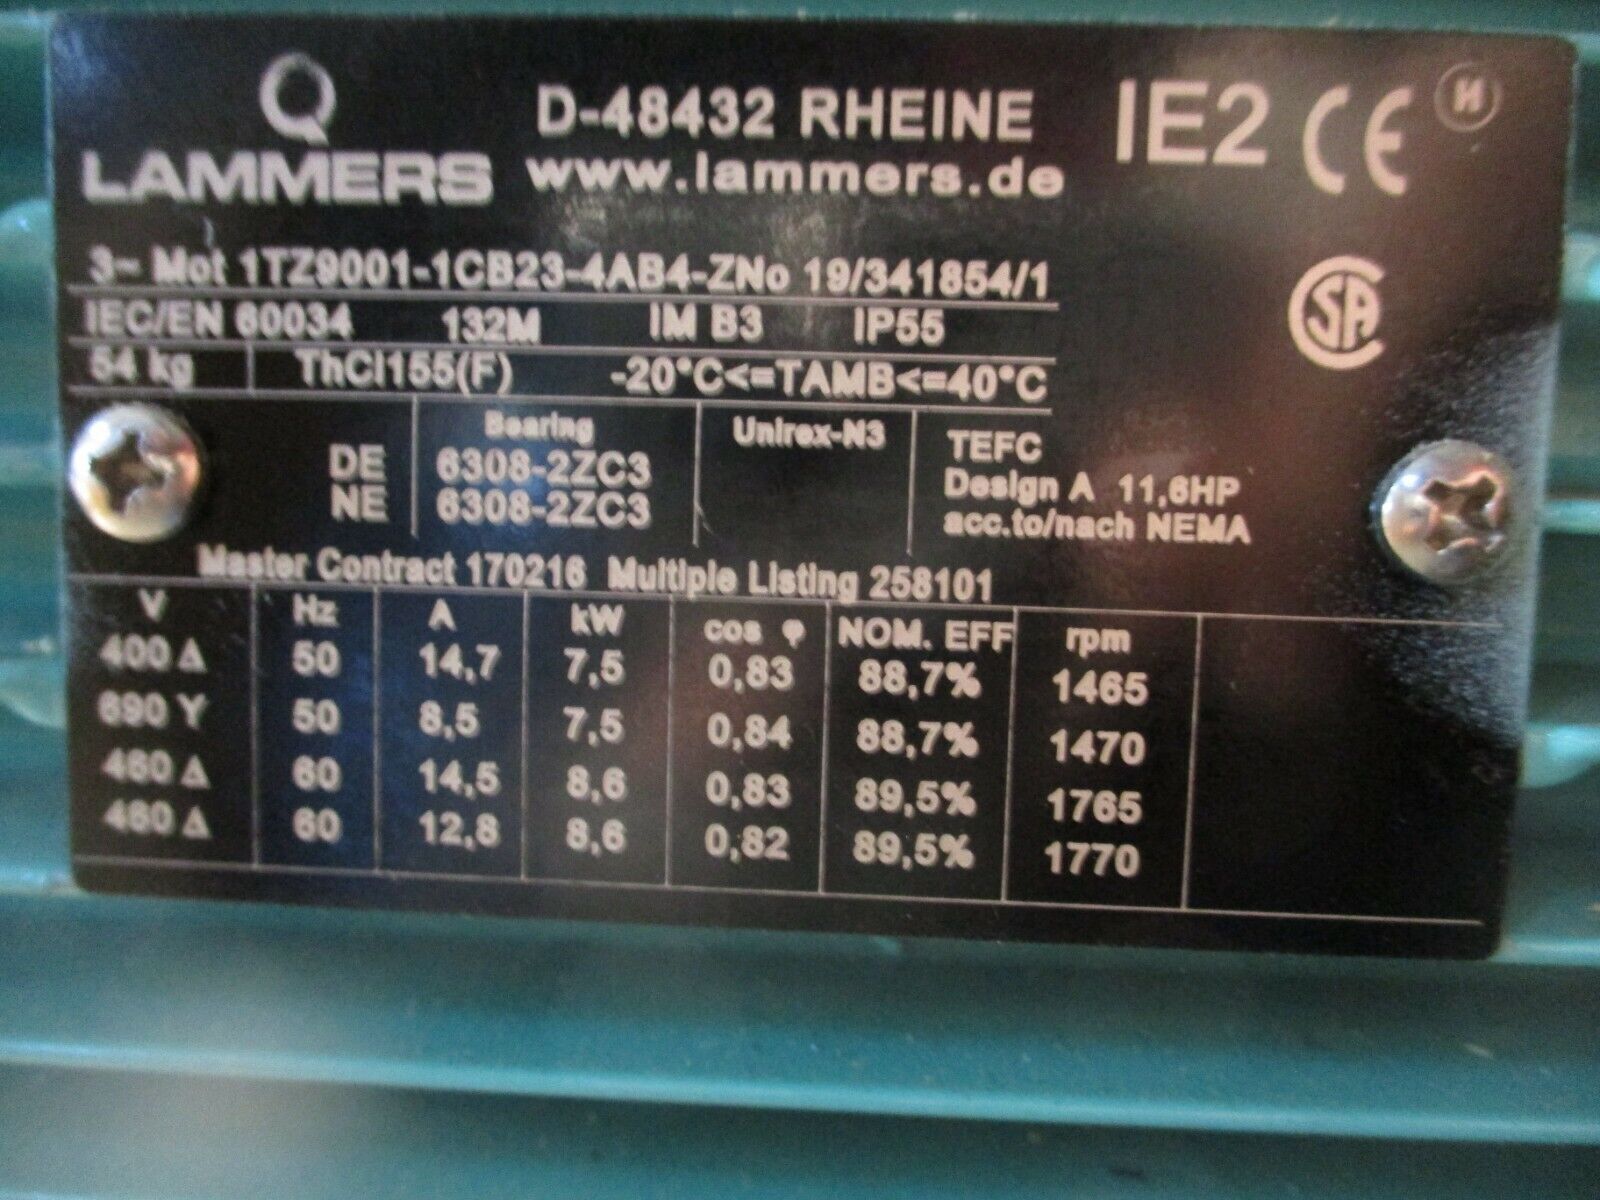 LAMMERS
D-48432 RHEINE
www.lammers.de
IE2 CE
CSA
3~ Mot 1TZ9001-1CB23-4AB4-Z No 19/341854/1
IEC/EN 60034 132M IM B3 IP55
54 kg ThCl155(F) -20°C<=TAMB<=40°C
Bearing Unirex-N3 TEFC
DE 6308-2ZC3 Design A 11,6HP
NE 6308-2ZC3 acc.to/nach NEMA
Master Contract 170216 Multiple Listing 258101
V Hz A kW cos φ NOM. EFF rpm
400 Δ 50 14,7 7,5 0,83 88,7% 1465
690 Y 50 8,5 7,5 0,84 88,7% 1470
460 Δ 60 14,5 8,6 0,83 89,5% 1765
460 Δ 60 12,8 8,6 0,82 89,5% 1770